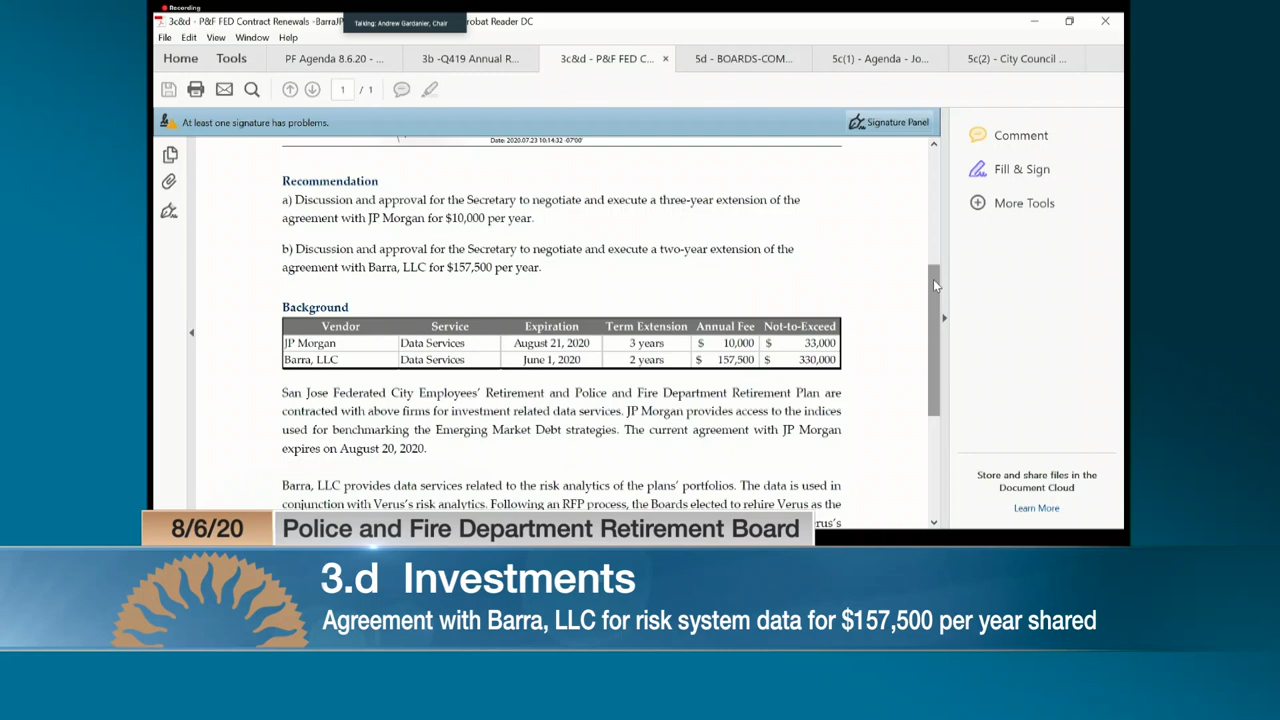 Recording
3c&d - P&F FED Contract Renewals -BarraJP
robat Reader DC
Talking: Andrew Gardanier, Chair
File Edit View Window Help
Home Tools PF Agenda 8.6.20 - ... 3b -Q419 Annual R... 3c&d - P&F FED C... × 5d - BOARDS-COM... 5c(1) - Agenda - Jo... 5c(2) - City Council ...
1 / 1
At least one signature has problems.
Signature Panel
Date: 2020.07.23 10:14:32 -07'00'
Comment
Fill & Sign
More Tools
Recommendation
a) Discussion and approval for the Secretary to negotiate and execute a three-year extension of the
agreement with JP Morgan for $10,000 per year.
b) Discussion and approval for the Secretary to negotiate and execute a two-year extension of the
agreement with Barra, LLC for $157,500 per year.
Background
Vendor Service Expiration Term Extension Annual Fee Not-to-Exceed
JP Morgan Data Services August 21, 2020 3 years $ 10,000 $ 33,000
Barra, LLC Data Services June 1, 2020 2 years $ 157,500 $ 330,000
San Jose Federated City Employees' Retirement and Police and Fire Department Retirement Plan are
contracted with above firms for investment related data services. JP Morgan provides access to the indices
used for benchmarking the Emerging Market Debt strategies. The current agreement with JP Morgan
expires on August 20, 2020.
Barra, LLC provides data services related to the risk analytics of the plans' portfolios. The data is used in
conjunction with Verus's risk analytics. Following an RFP process, the Boards elected to rehire Verus as the
rus's
Store and share files in the
Document Cloud
Learn More
8/6/20 Police and Fire Department Retirement Board
3.d Investments
Agreement with Barra, LLC for risk system data for $157,500 per year shared